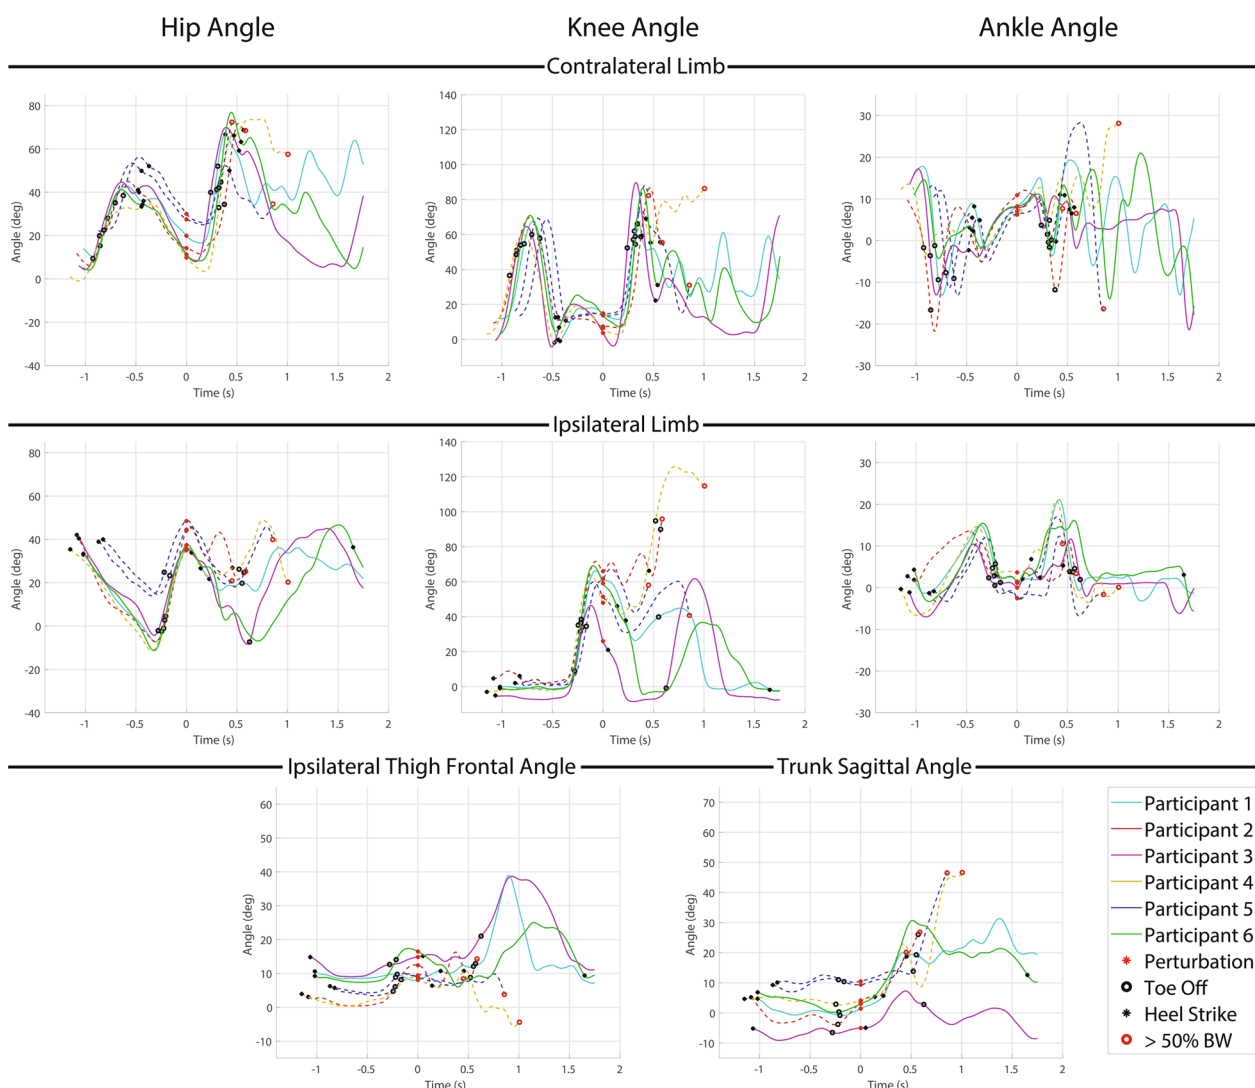 Hip Angle Knee Angle Ankle Angle
Contralateral Limb
Angle (deg)
80
60
40
20
0
-20
-40
-1 -0.5 0 0.5 1 1.5 2
Time (s)
Angle (deg)
140
120
100
80
60
40
20
0
-1 -0.5 0 0.5 1 1.5 2
Time (s)
Angle (deg)
30
20
10
0
-10
-20
-30
-1 -0.5 0 0.5 1 1.5 2
Time (s)
Ipsilateral Limb
Angle (deg)
80
60
40
20
0
-20
-40
-1 -0.5 0 0.5 1 1.5 2
Time (s)
Angle (deg)
140
120
100
80
60
40
20
0
-1 -0.5 0 0.5 1 1.5 2
Time (s)
Angle (deg)
30
20
10
0
-10
-20
-30
-1 -0.5 0 0.5 1 1.5 2
Time (s)
Ipsilateral Thigh Frontal Angle Trunk Sagittal Angle
Angle (deg)
60
50
40
30
20
10
0
-10
-1 -0.5 0 0.5 1 1.5 2
Time (s)
Angle (deg)
70
60
50
40
30
20
10
0
-10
-1 -0.5 0 0.5 1 1.5 2
Time (s)
Participant 1
Participant 2
Participant 3
Participant 4
Participant 5
Participant 6
Perturbation
Toe Off
Heel Strike
> 50% BW